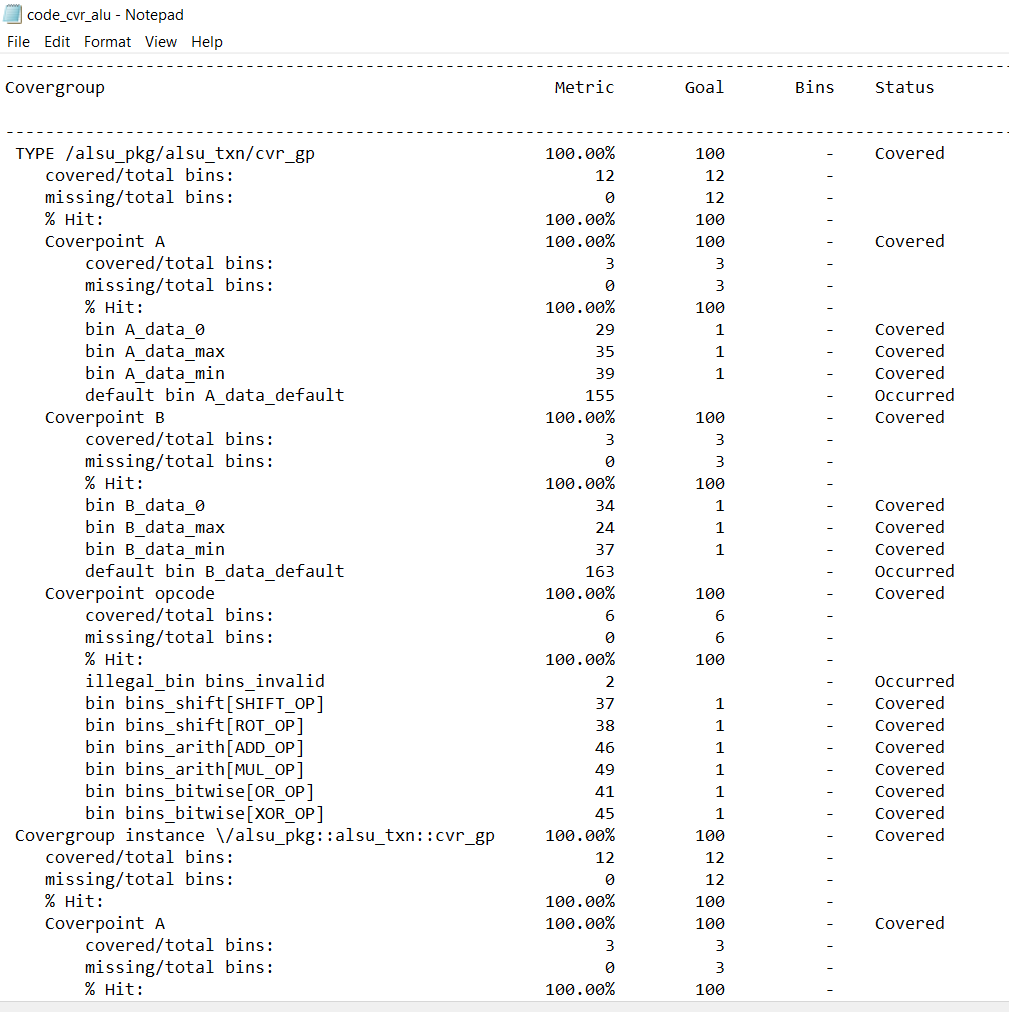 code_cvr_alu - Notepad
File Edit Format View Help
--------------------------------------------------------------------------------
Covergroup Metric Goal Bins Status
--------------------------------------------------------------------------------
TYPE /alsu_pkg/alsu_txn/cvr_gp 100.00% 100 - Covered
covered/total bins: 12 12 -
missing/total bins: 0 12 -
% Hit: 100.00% 100 -
Coverpoint A 100.00% 100 - Covered
covered/total bins: 3 3 -
missing/total bins: 0 3 -
% Hit: 100.00% 100 -
bin A_data_0 29 1 - Covered
bin A_data_max 35 1 - Covered
bin A_data_min 39 1 - Covered
default bin A_data_default 155 - Occurred
Coverpoint B 100.00% 100 - Covered
covered/total bins: 3 3 -
missing/total bins: 0 3 -
% Hit: 100.00% 100 -
bin B_data_0 34 1 - Covered
bin B_data_max 24 1 - Covered
bin B_data_min 37 1 - Covered
default bin B_data_default 163 - Occurred
Coverpoint opcode 100.00% 100 - Covered
covered/total bins: 6 6 -
missing/total bins: 0 6 -
% Hit: 100.00% 100 -
illegal_bin bins_invalid 2 - Occurred
bin bins_shift[SHIFT_OP] 37 1 - Covered
bin bins_shift[ROT_OP] 38 1 - Covered
bin bins_arith[ADD_OP] 46 1 - Covered
bin bins_arith[MUL_OP] 49 1 - Covered
bin bins_bitwise[OR_OP] 41 1 - Covered
bin bins_bitwise[XOR_OP] 45 1 - Covered
Covergroup instance \/alsu_pkg::alsu_txn::cvr_gp 100.00% 100 - Covered
covered/total bins: 12 12 -
missing/total bins: 0 12 -
% Hit: 100.00% 100 -
Coverpoint A 100.00% 100 - Covered
covered/total bins: 3 3 -
missing/total bins: 0 3 -
% Hit: 100.00% 100 -